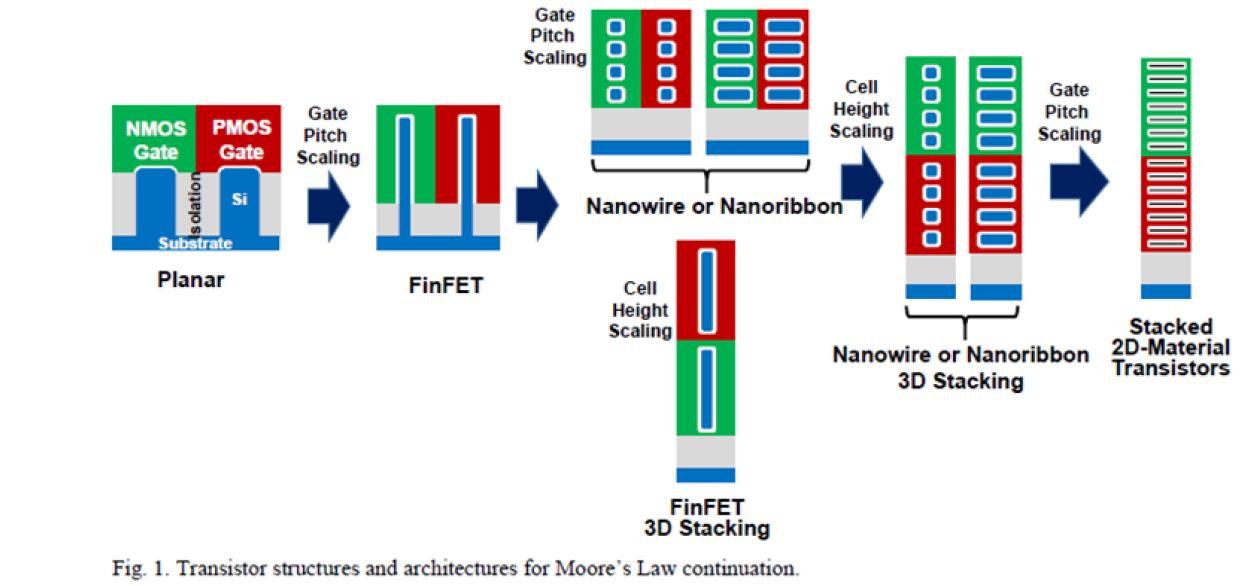 NMOS
Gate
PMOS
Gate
Isolation
Si
Substrate
Planar
Gate
Pitch
Scaling
FinFET
Gate
Pitch
Scaling
Nanowire or Nanoribbon
Cell
Height
Scaling
FinFET
3D Stacking
Cell
Height
Scaling
Nanowire or Nanoribbon
3D Stacking
Gate
Pitch
Scaling
Stacked
2D-Material
Transistors
Fig. 1. Transistor structures and architectures for Moore's Law continuation.